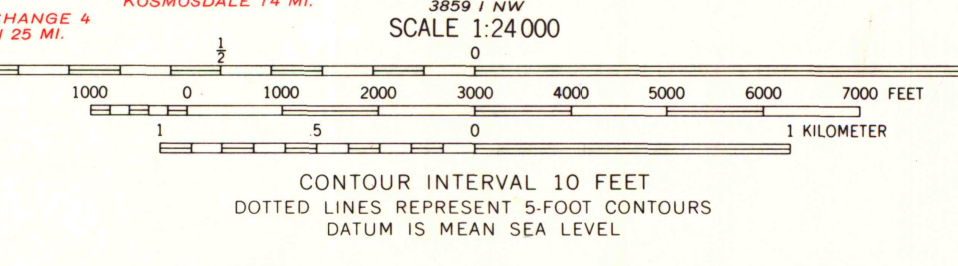 KOSMOSDALE 14 MI.
CHANGE 4
25 MI.
3859 I NW
SCALE 1:24 000
1/2 0
1000 0 1000 2000 3000 4000 5000 6000 7000 FEET
1 .5 0 1 KILOMETER
CONTOUR INTERVAL 10 FEET
DOTTED LINES REPRESENT 5-FOOT CONTOURS
DATUM IS MEAN SEA LEVEL